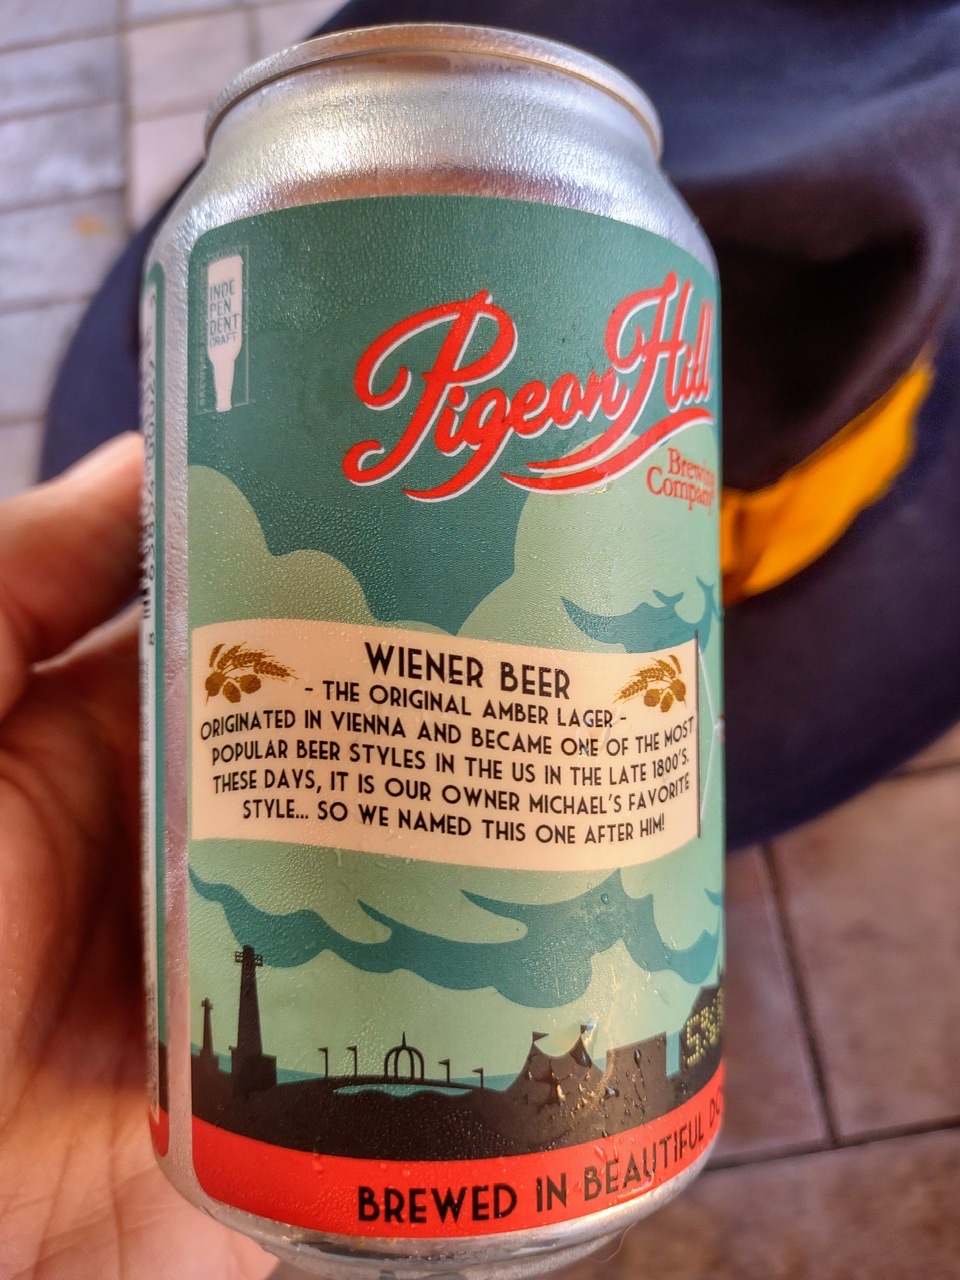 INDE
PEN
DENT
CRAFT
Pigeon Hill
Brewing
Company
WIENER BEER
- THE ORIGINAL AMBER LAGER -
ORIGINATED IN VIENNA AND BECAME ONE OF THE MOST
POPULAR BEER STYLES IN THE US IN THE LATE 1800'S.
THESE DAYS, IT IS OUR OWNER MICHAEL'S FAVORITE
STYLE... SO WE NAMED THIS ONE AFTER HIM!
BREWED IN BEAUTIFUL